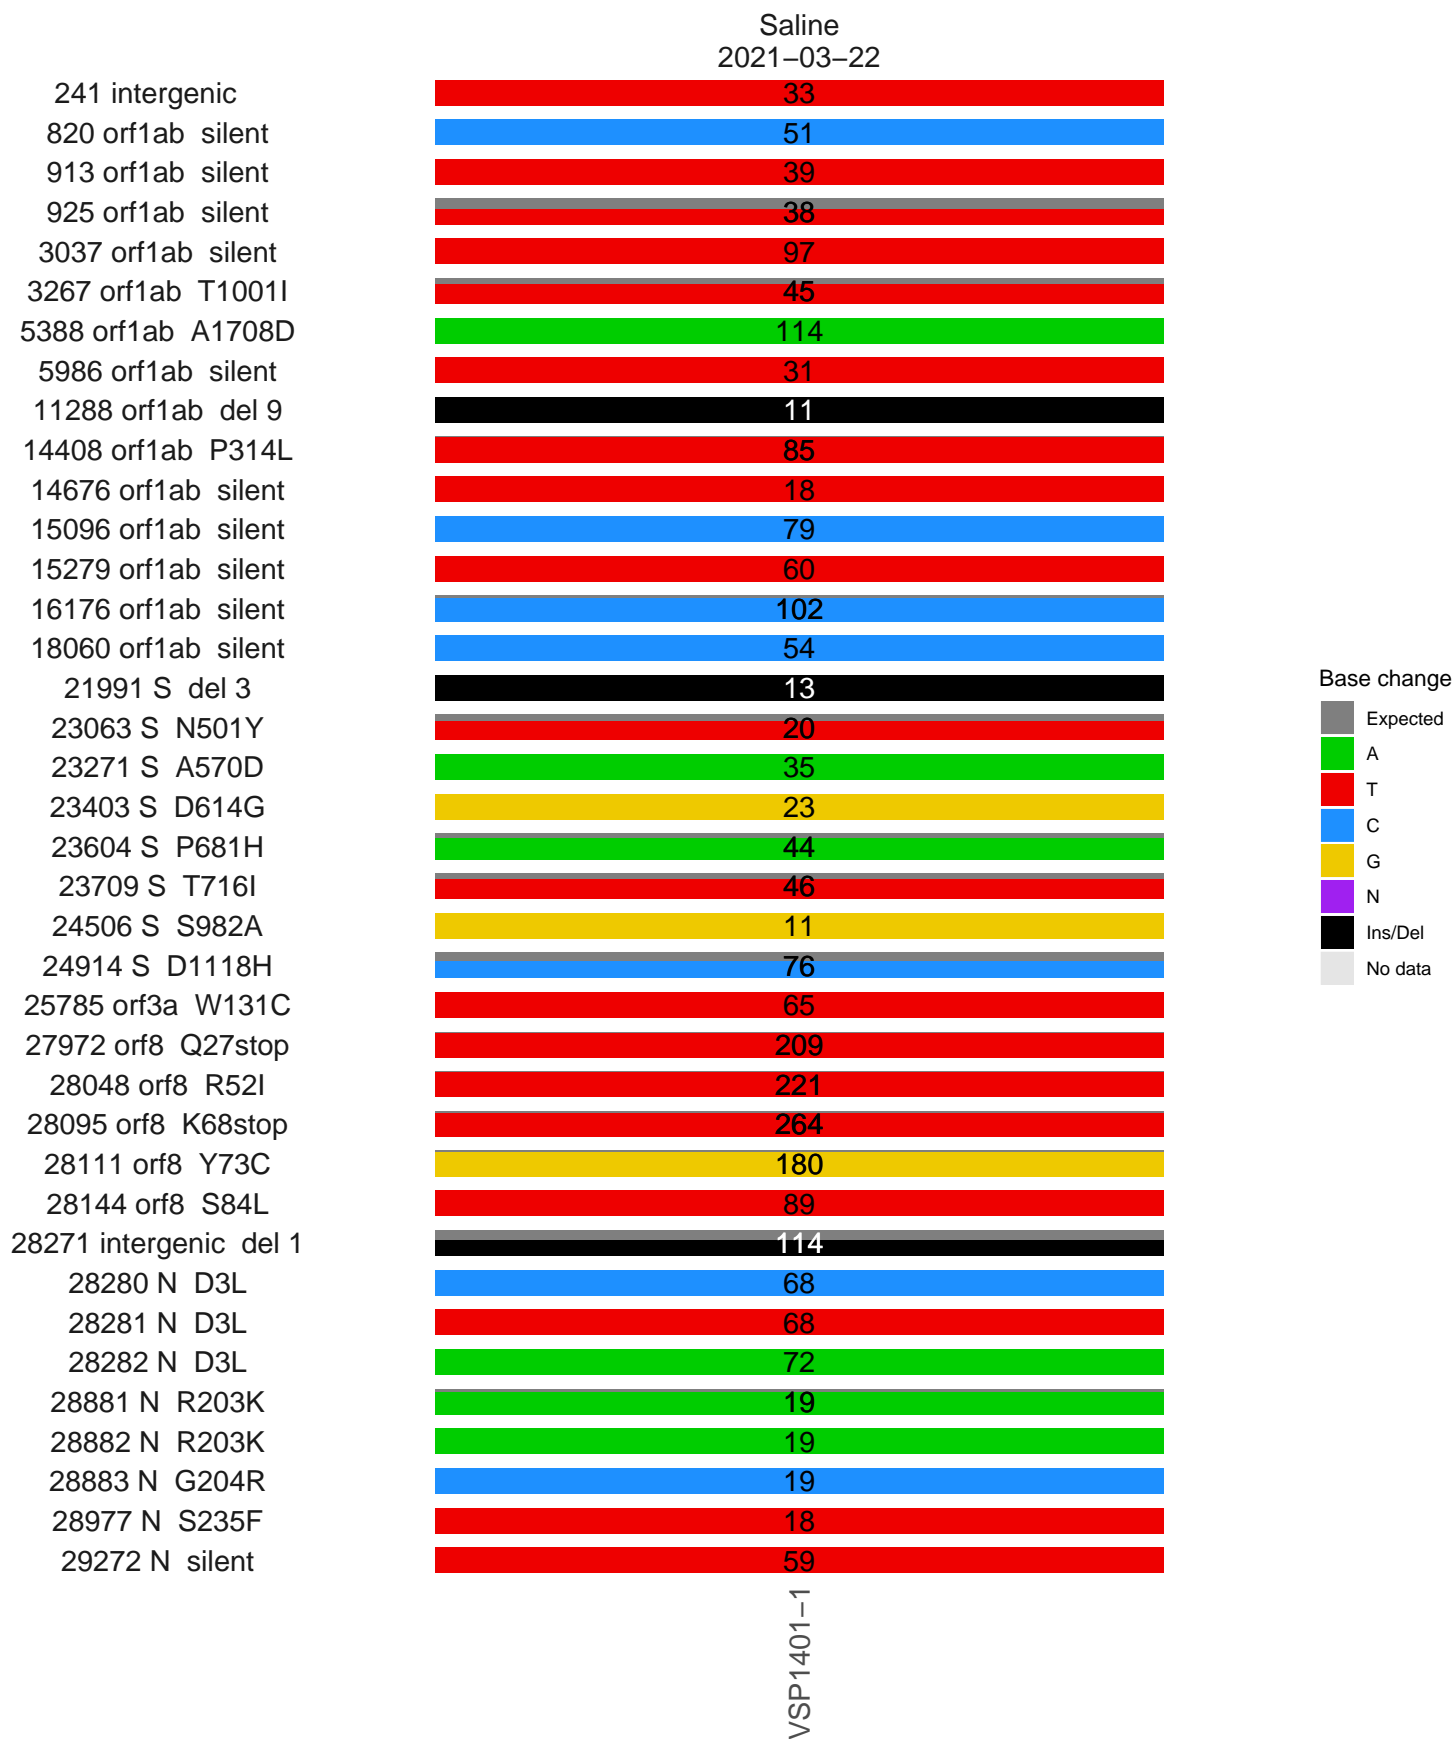 Saline
2021−03−22
241 intergenic 33
820 orf1ab silent 51
913 orf1ab silent 39
925 orf1ab silent 38
3037 orf1ab silent 97
3267 orf1ab T1001I 45
5388 orf1ab A1708D 114
5986 orf1ab silent 31
11288 orf1ab del 9 11
14408 orf1ab P314L 85
14676 orf1ab silent 18
15096 orf1ab silent 79
15279 orf1ab silent 60
16176 orf1ab silent 102
18060 orf1ab silent 54
21991 S del 3 13
23063 S N501Y 20
23271 S A570D 35
23403 S D614G 23
23604 S P681H 44
23709 S T716I 46
24506 S S982A 11
24914 S D1118H 76
25785 orf3a W131C 65
27972 orf8 Q27stop 209
28048 orf8 R52I 221
28095 orf8 K68stop 264
28111 orf8 Y73C 180
28144 orf8 S84L 89
28271 intergenic del 1 114
28280 N D3L 68
28281 N D3L 68
28282 N D3L 72
28881 N R203K 19
28882 N R203K 19
28883 N G204R 19
28977 N S235F 18
29272 N silent 59
VSP1401−1
Base change
Expected
A
T
C
G
N
Ins/Del
No data